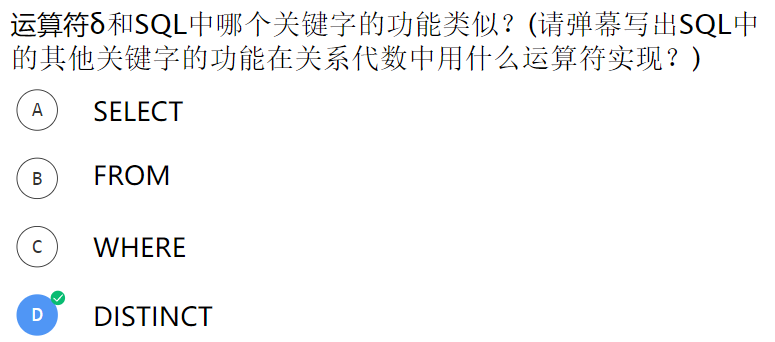 运算符δ和SQL中哪个关键字的功能类似？(请弹幕写出SQL中
的其他关键字的功能在关系代数中用什么运算符实现？)
A SELECT
B FROM
C WHERE
D DISTINCT